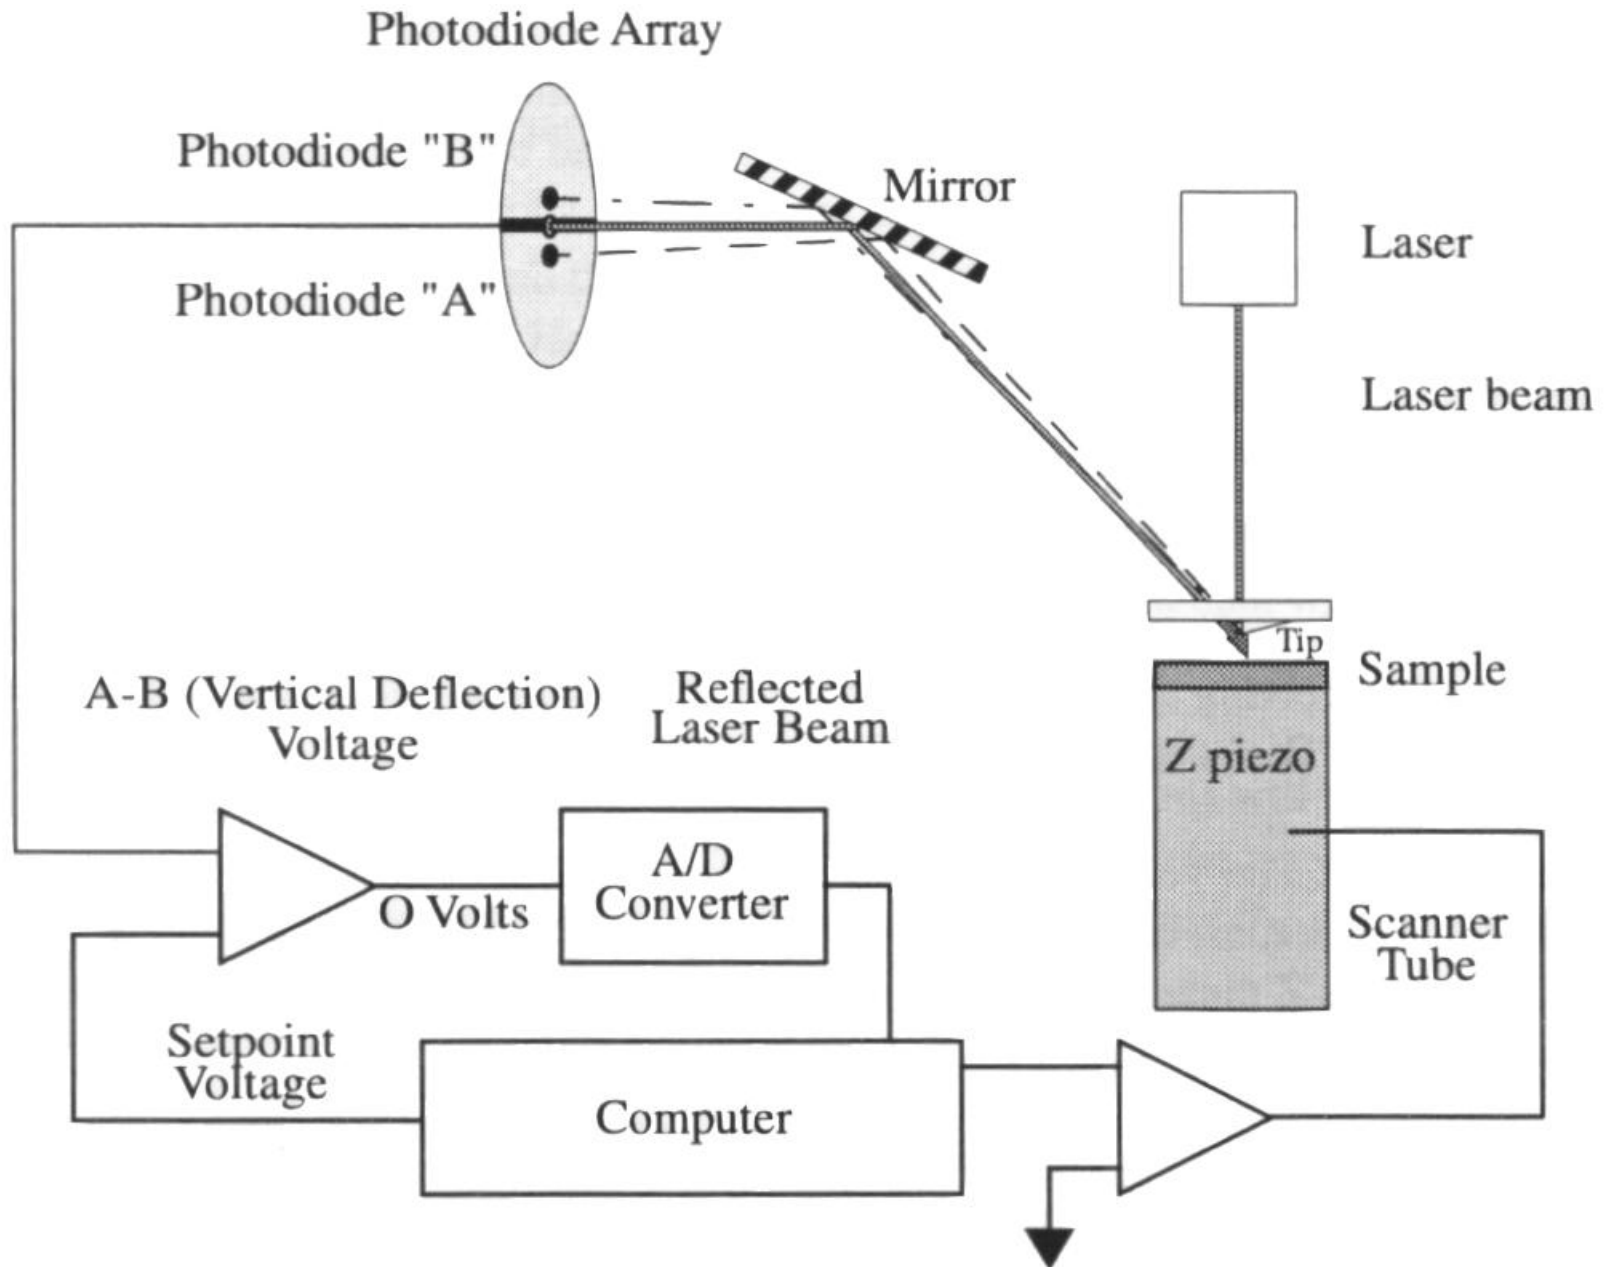 Photodiode Array
Photodiode "B"
Mirror
Laser
Photodiode "A"
Laser beam
Tip
Sample
A-B (Vertical Deflection)
Voltage
Reflected
Laser Beam
Z piezo
A/D
Converter
O Volts
Scanner
Tube
Setpoint
Voltage
Computer